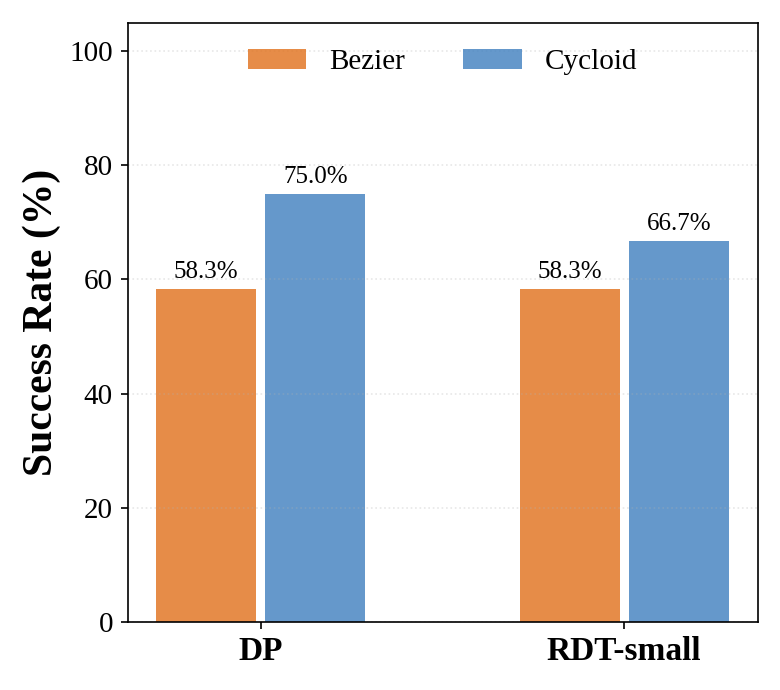 Success Rate (%)
100
80
60
40
20
0
Bezier
Cycloid
58.3%
75.0%
58.3%
66.7%
DP
RDT-small